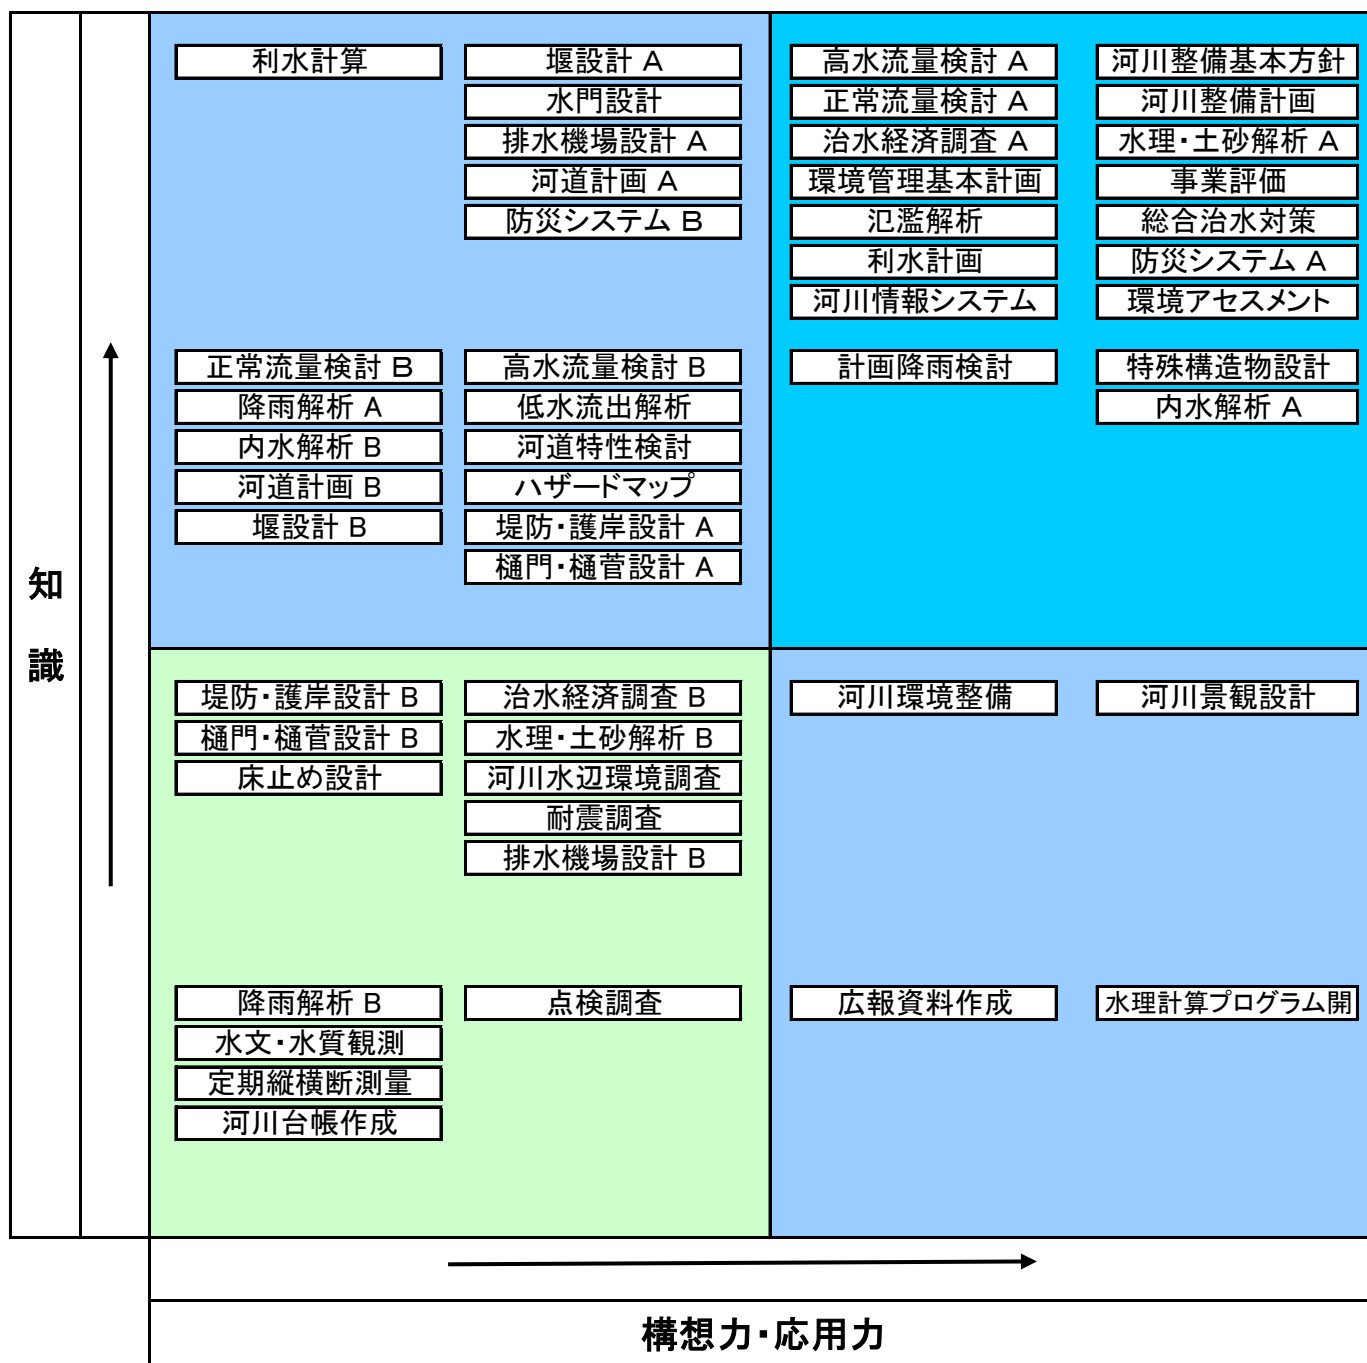 利水計算
堰設計 A
水門設計
排水機場設計 A
河道計画 A
防災システム B
高水流量検討 A
正常流量検討 A
治水経済調査 A
環境管理基本計画
氾濫解析
利水計画
河川情報システム
河川整備基本方針
河川整備計画
水理・土砂解析 A
事業評価
総合治水対策
防災システム A
環境アセスメント
正常流量検討 B
降雨解析 A
内水解析 B
河道計画 B
堰設計 B
高水流量検討 B
低水流出解析
河道特性検討
ハザードマップ
堤防・護岸設計 A
樋門・樋菅設計 A
計画降雨検討
特殊構造物設計
内水解析 A
知
識
堤防・護岸設計 B
樋門・樋菅設計 B
床止め設計
治水経済調査 B
水理・土砂解析 B
河川水辺環境調査
耐震調査
排水機場設計 B
河川環境整備
河川景観設計
降雨解析 B
水文・水質観測
定期縦横断測量
河川台帳作成
点検調査
広報資料作成
水理計算プログラム開
構想力・応用力